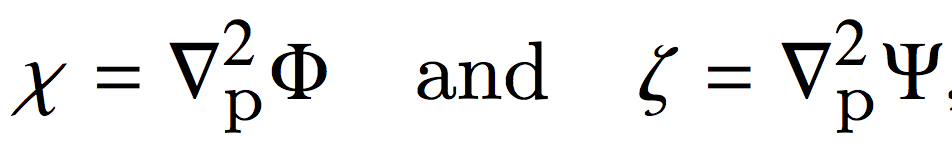 χ = ∇²ₚΦ and ζ = ∇²ₚΨ,